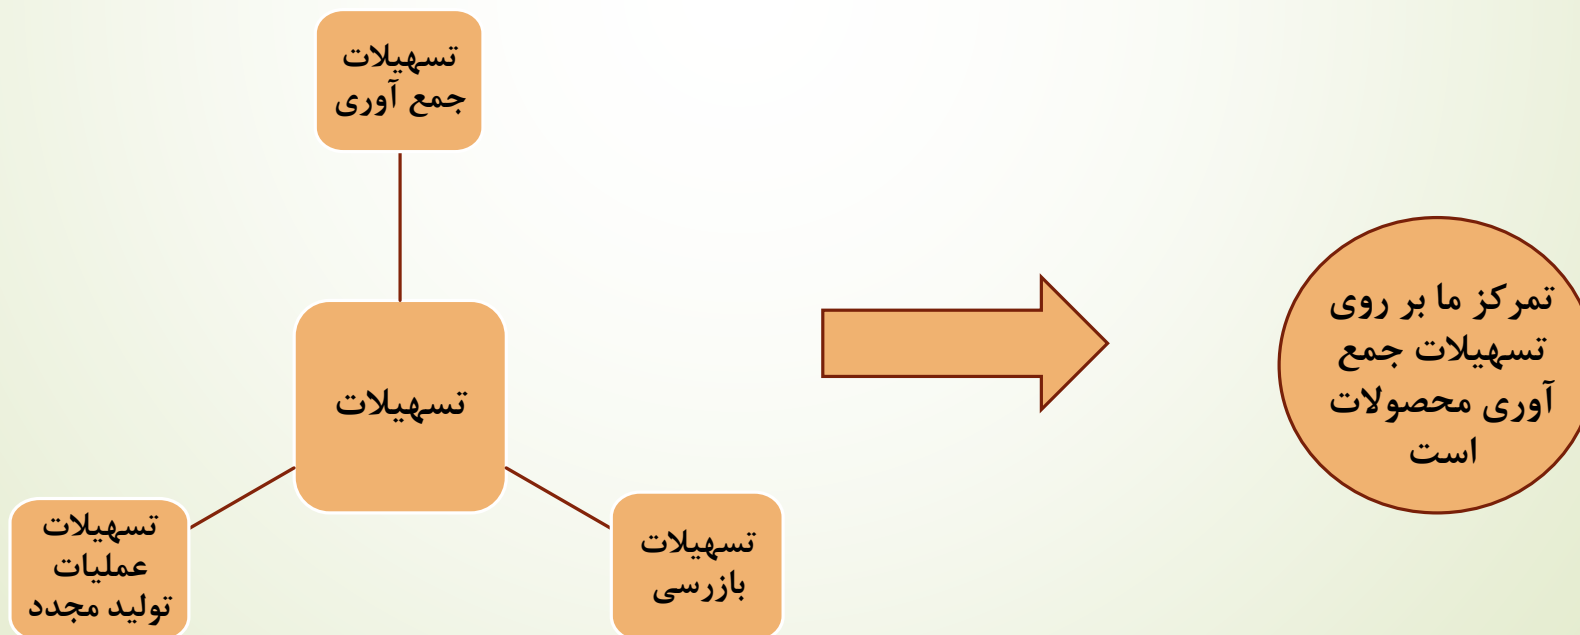 تسهیلات
جمع آوری
تسهیلات
تسهیلات
بازرسی
تسهیلات
عملیات
تولید مجدد
تمرکز ما بر روی
تسهیلات جمع
آوری محصولات
است